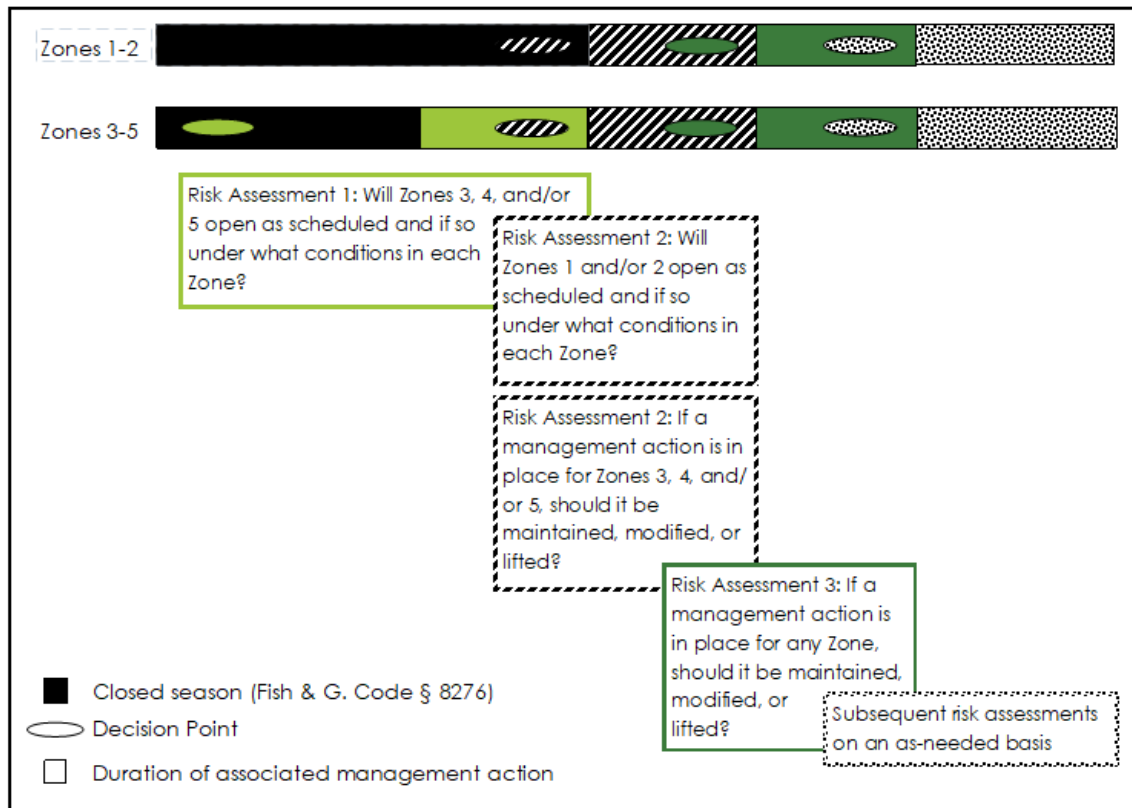 Zones 1-2
Zones 3-5
Risk Assessment 1: Will Zones 3, 4, and/or
5 open as scheduled and if so
under what conditions in each
Zone?
Risk Assessment 2: Will
Zones 1 and/or 2 open as
scheduled and if so
under what conditions in
each Zone?
Risk Assessment 2: If a
management action is in
place for Zones 3, 4, and/
or 5, should it be
maintained, modified, or
lifted?
Risk Assessment 3: If a
management action is
in place for any Zone,
should it be maintained,
modified, or
lifted?
Subsequent risk assessments
on an as-needed basis
Closed season (Fish & G. Code § 8276)
Decision Point
Duration of associated management action